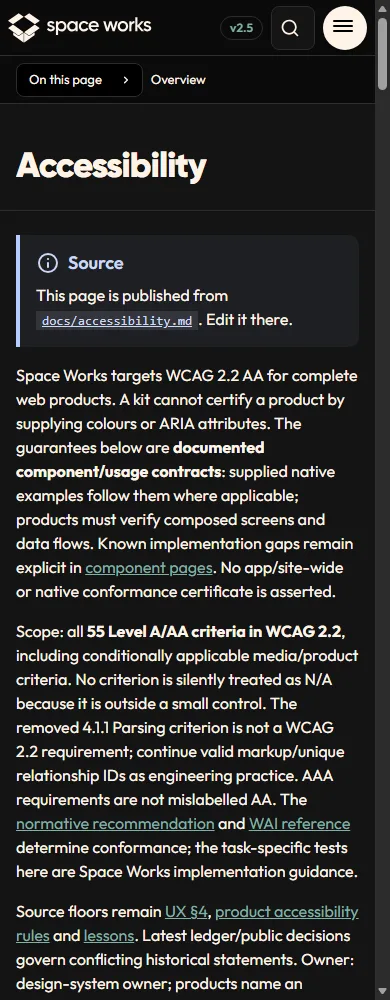 space works
v2.5
On this page
Overview
Accessibility
Source
This page is published from
docs/accessibility.md. Edit it there.
Space Works targets WCAG 2.2 AA for complete
web products. A kit cannot certify a product by
supplying colours or ARIA attributes. The
guarantees below are documented
component/usage contracts: supplied native
examples follow them where applicable;
products must verify composed screens and
data flows. Known implementation gaps remain
explicit in component pages. No app/site-wide
or native conformance certificate is asserted.
Scope: all 55 Level A/AA criteria in WCAG 2.2,
including conditionally applicable media/product
criteria. No criterion is silently treated as N/A
because it is outside a small control. The
removed 4.1.1 Parsing criterion is not a WCAG
2.2 requirement; continue valid markup/unique
relationship IDs as engineering practice. AAA
requirements are not mislabelled AA. The
normative recommendation and WAI reference
determine conformance; the task-specific tests
here are Space Works implementation guidance.
Source floors remain UX §4, product accessibility
rules and lessons. Latest ledger/public decisions
govern conflicting historical statements. Owner:
design-system owner; products name an